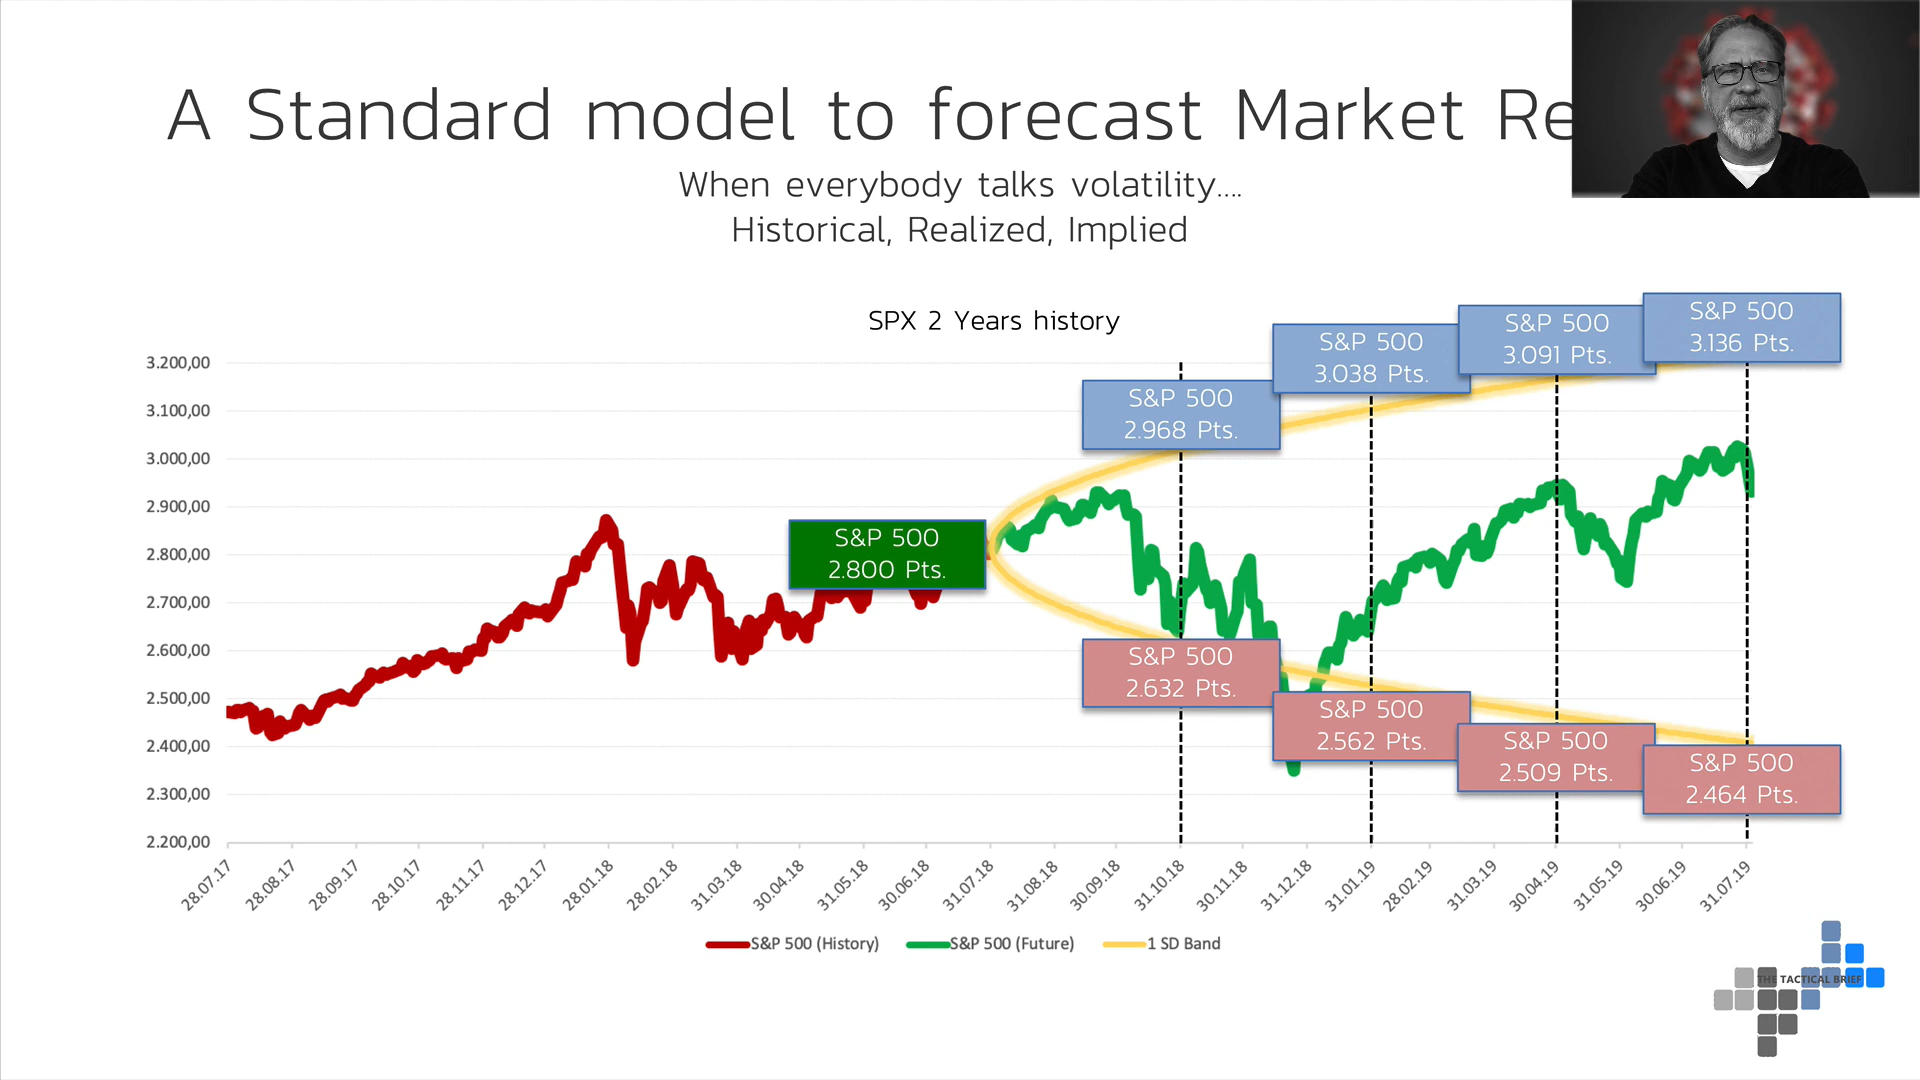 A Standard model to forecast Market Re
When everybody talks volatility....
Historical, Realized, Implied
SPX 2 Years history
3.200,00
3.100,00
3.000,00
2.900,00
2.800,00
2.700,00
2.600,00
2.500,00
2.400,00
2.300,00
2.200,00
S&P 500
2.800 Pts.
S&P 500
2.968 Pts.
S&P 500
3.038 Pts.
S&P 500
3.091 Pts.
S&P 500
3.136 Pts.
S&P 500
2.632 Pts.
S&P 500
2.562 Pts.
S&P 500
2.509 Pts.
S&P 500
2.464 Pts.
28.07.17
28.08.17
28.09.17
28.10.17
28.11.17
28.12.17
28.01.18
28.02.18
31.03.18
30.04.18
31.05.18
30.06.18
31.07.18
31.08.18
30.09.18
31.10.18
30.11.18
31.12.18
31.01.19
28.02.19
31.03.19
30.04.19
31.05.19
30.06.19
31.07.19
S&P 500 (History)
S&P 500 (Future)
1 SD Band
THE TACTICAL BRIEF